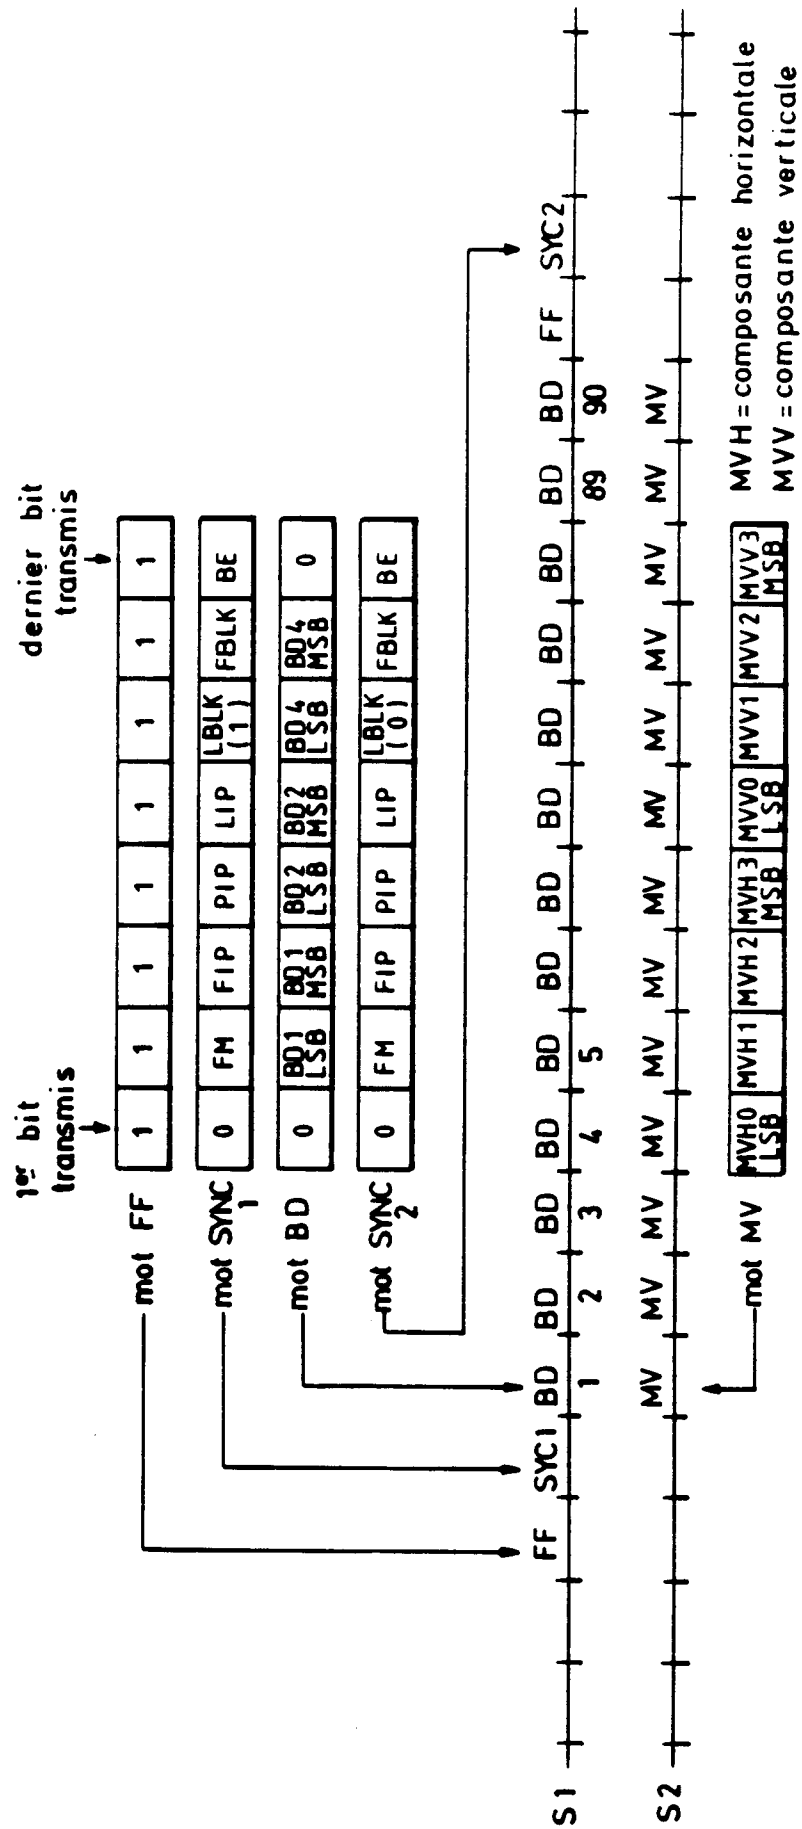 1er bit transmis
dernier bit transmis
mot FF 1 1 1 1 1 1 1 1
mot SYNC 1 0 FM FIP PIP LIP LBLK (1) FBLK BE
mot BD 0 BD1 LSB BD1 MSB BD2 LSB BD2 MSB BD4 LSB BD4 MSB 0
mot SYNC 2 0 FM FIP PIP LIP LBLK (0) FBLK BE
S1 FF SYC1 BD BD BD BD BD BD BD BD BD BD BD BD BD FF SYC2
1 2 3 4 5 89 90
S2 MV MV MV MV MV MV MV MV MV MV MV MV MV
mot MV MVH0 LSB MVH1 MVH2 MVH3 MSB MVV0 LSB MVV1 MVV2 MVV3 MSB
MVH = composante horizontale
MVV = composante verticale